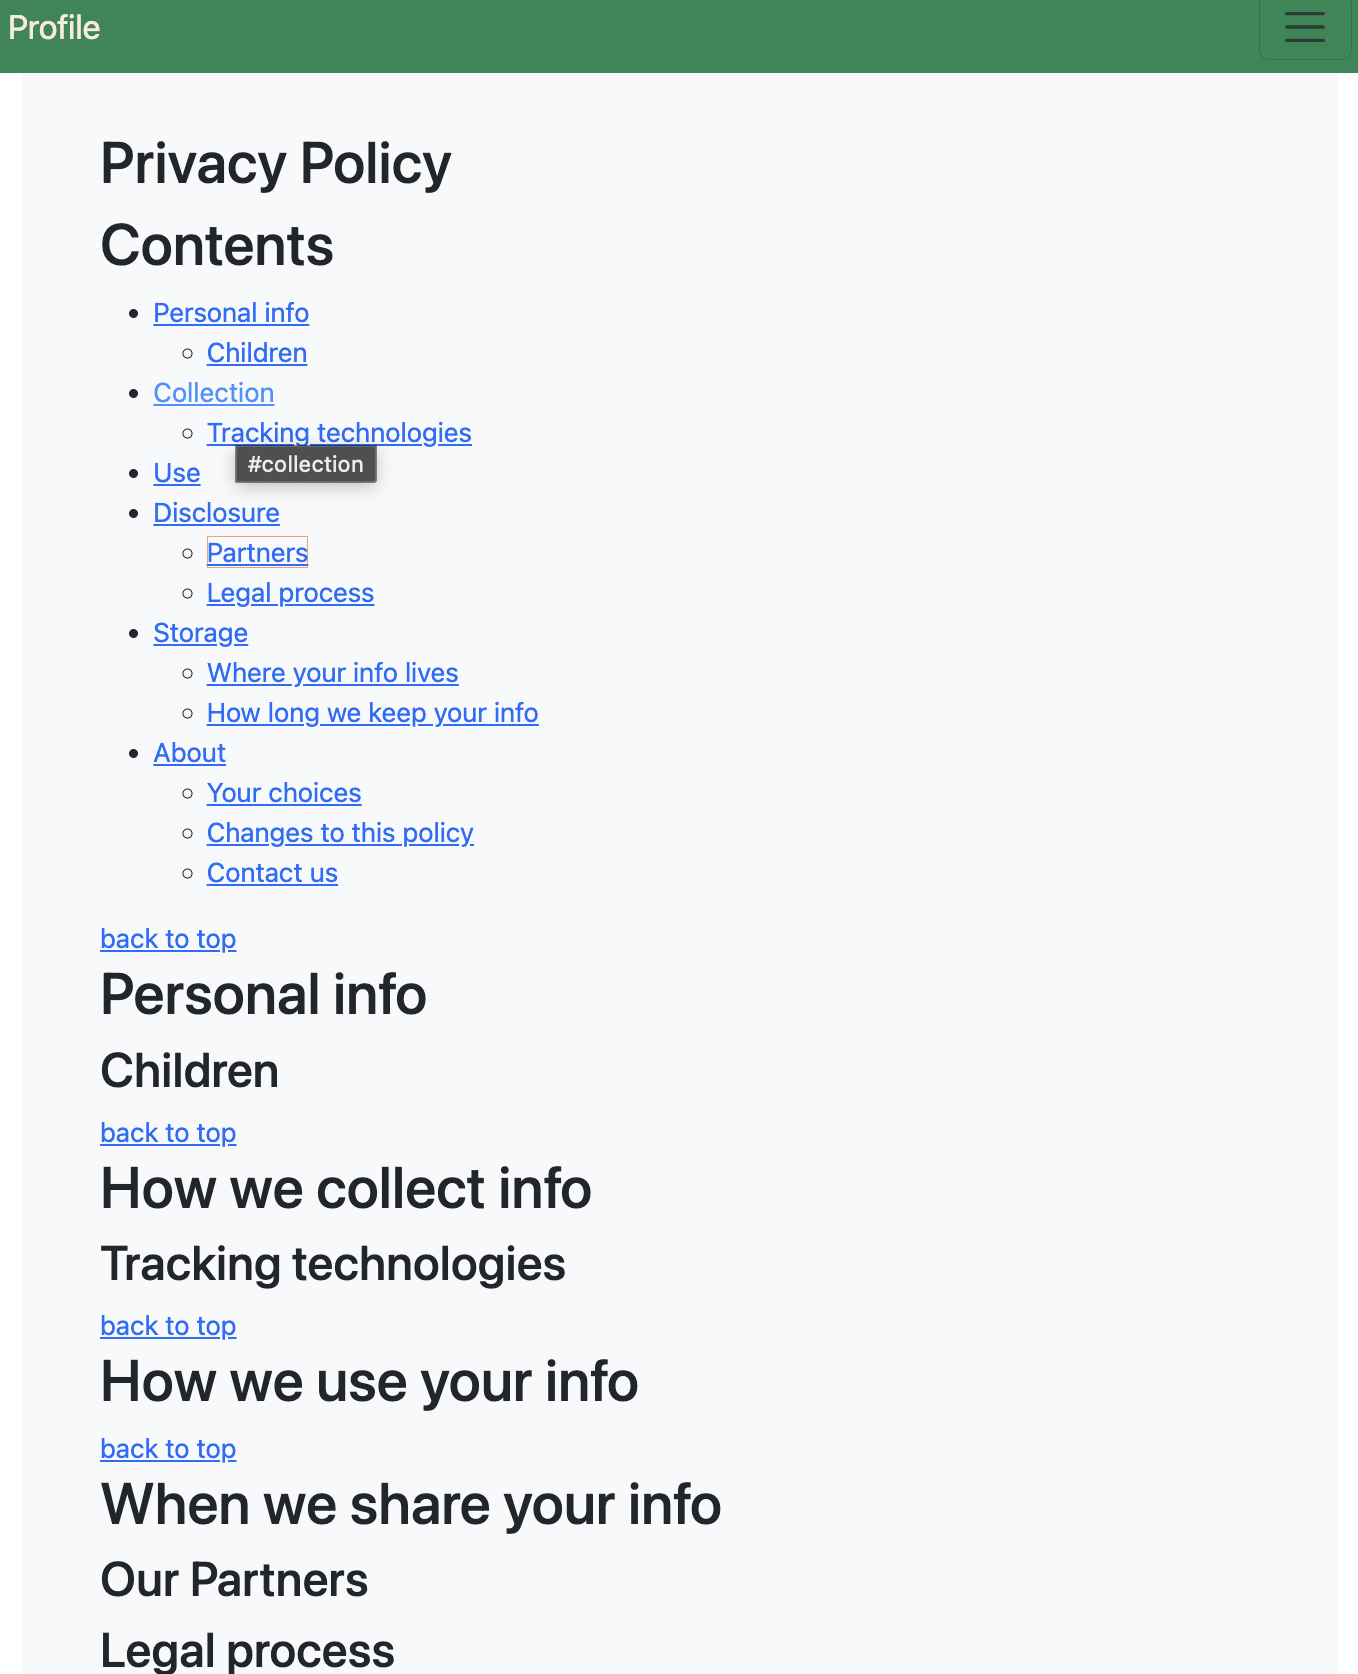 Profile
Privacy Policy
Contents
Personal info
Children
Collection
Tracking technologies
#collection
Use
Disclosure
Partners
Legal process
Storage
Where your info lives
How long we keep your info
About
Your choices
Changes to this policy
Contact us
back to top
Personal info
Children
back to top
How we collect info
Tracking technologies
back to top
How we use your info
back to top
When we share your info
Our Partners
Legal process